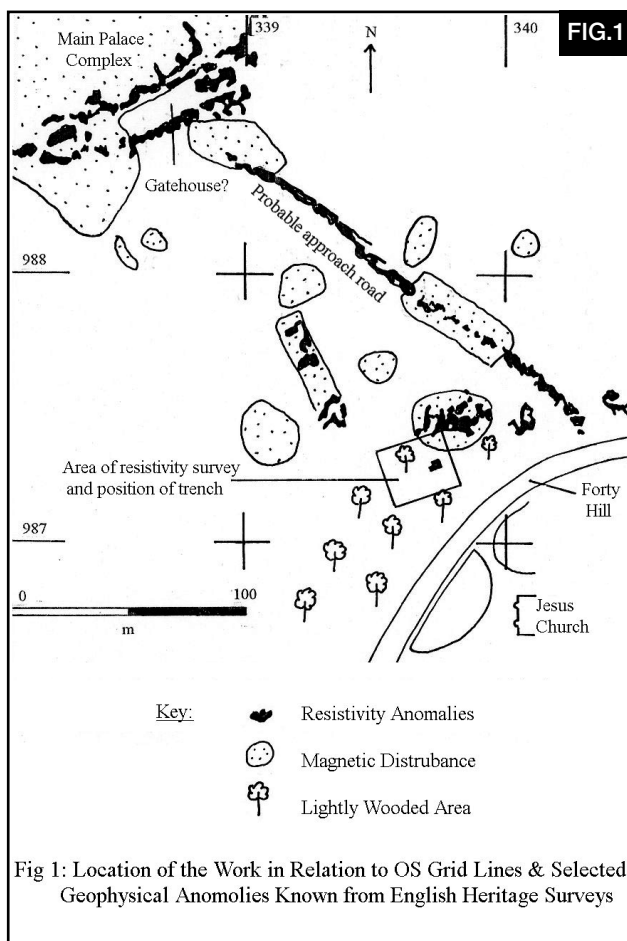 FIG.1
339
340
N
Main Palace
Complex
Gatehouse?
Probable approach road
988
Area of resistivity survey
and position of trench
Forty
Hill
987
0
100
m
Jesus
Church
Key:
Resistivity Anomalies
Magnetic Distrubance
Lightly Wooded Area
Fig 1: Location of the Work in Relation to OS Grid Lines & Selected
Geophysical Anomolies Known from English Heritage Surveys